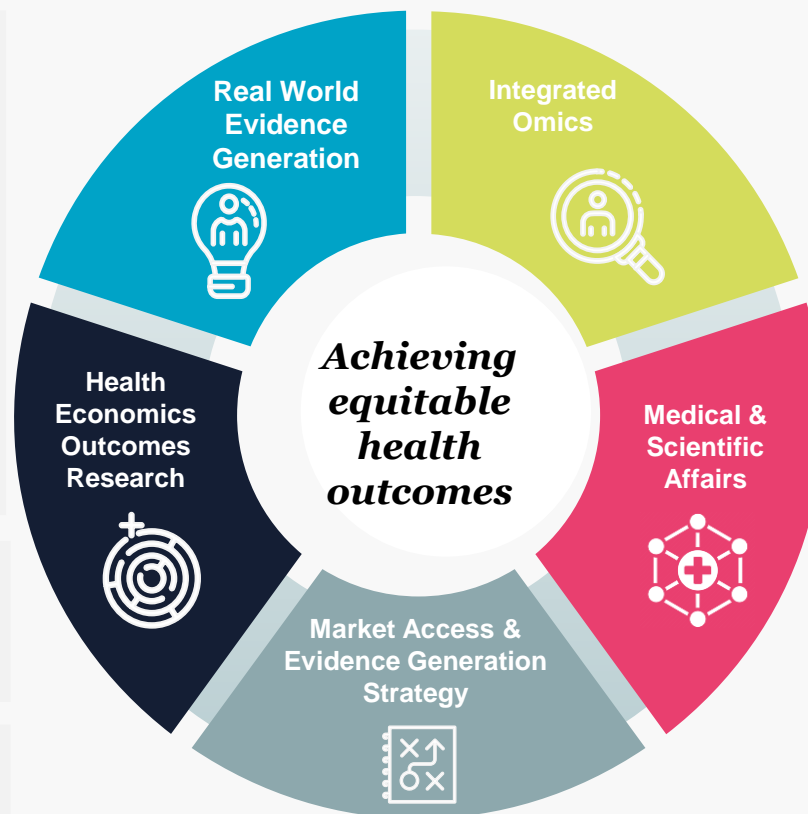 Real World
Evidence
Generation
Integrated
Omics
Health
Economics
Outcomes
Research
Achieving
equitable
health
outcomes
Medical &
Scientific
Affairs
Market Access &
Evidence Generation
Strategy